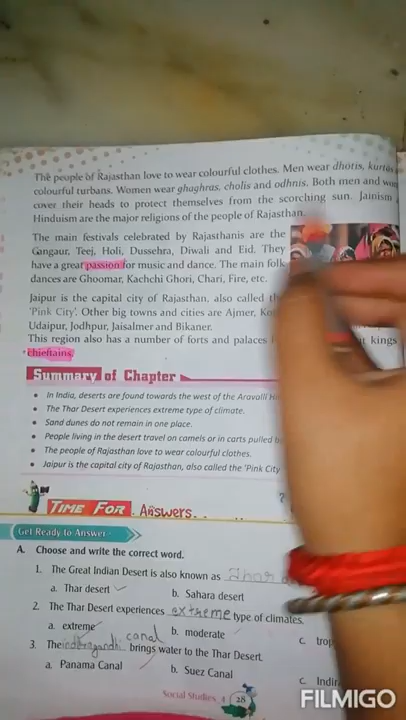 The people of Rajasthan love to wear colourful clothes. Men wear dhotis, kurtas
colourful turbans. Women wear ghaghras, cholis and odhnis. Both men and
cover their heads to protect themselves from the scorching sun. Jainism
Hinduism are the major religions of the people of Rajasthan.
The main festivals celebrated by Rajasthanis are the
Gangaur, Teej, Holi, Dussehra, Diwali and Eid. They
have a great passion for music and dance. The main folk
dances are Ghoomar, Kachchi Ghori, Chari, Fire, etc.
Jaipur is the capital city of Rajasthan, also called
'Pink City'. Other big towns and cities are Ajmer,
Udaipur, Jodhpur, Jaisalmer and Bikaner.
This region also has a number of forts and palaces kings
chieftains.
Summary of Chapter
• In India, deserts are found towards the west of the Aravalli
• The Thar Desert experiences extreme type of climate.
• Sand dunes do not remain in one place.
• People living in the desert travel on camels or in carts pulled
• The people of Rajasthan love to wear colourful clothes.
• Jaipur is the capital city of Rajasthan, also called the 'Pink City
TIME FOR Answers..
?
Get Ready to Answer
A. Choose and write the correct word.
1. The Great Indian Desert is also known as Thar
a. Thar desert b. Sahara desert
2. The Thar Desert experiences extreme type of climates.
a. extreme b. moderate c. trop
3. The indiragandhi canal brings water to the Thar Desert.
a. Panama Canal b. Suez Canal c. Indir
Social Studies 4 28
FILMIGO